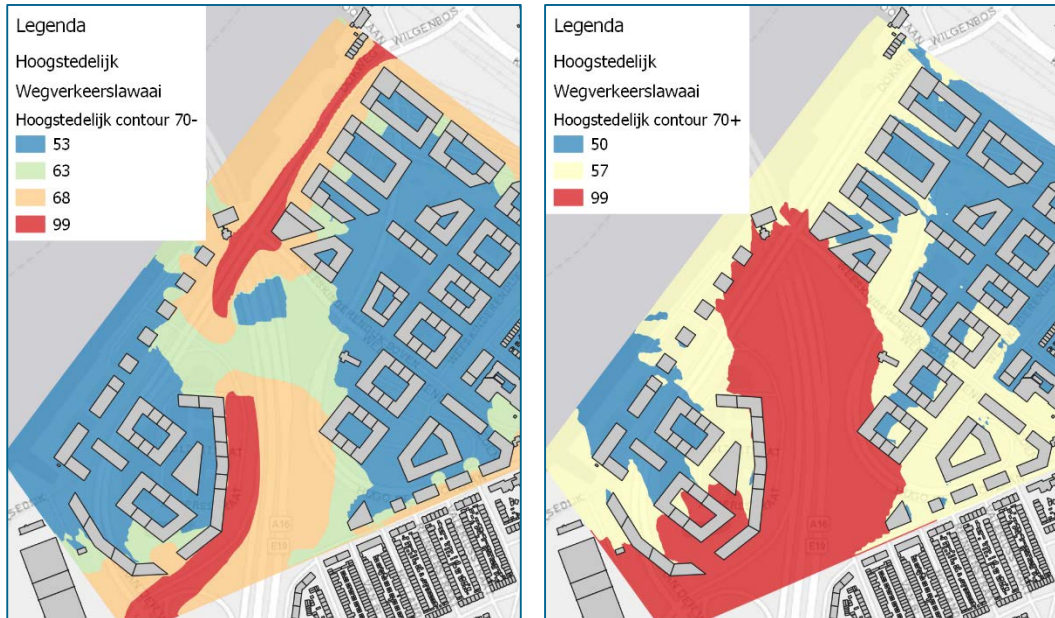 Legenda
Hoogstedelijk
Wegverkeerslawaai
Hoogstedelijk contour 70-
53
63
68
99
WILGENBOS
A16
E19
Legenda
Hoogstedelijk
Wegverkeerslawaai
Hoogstedelijk contour 70+
50
57
99
WILGENBOS
A16
E19